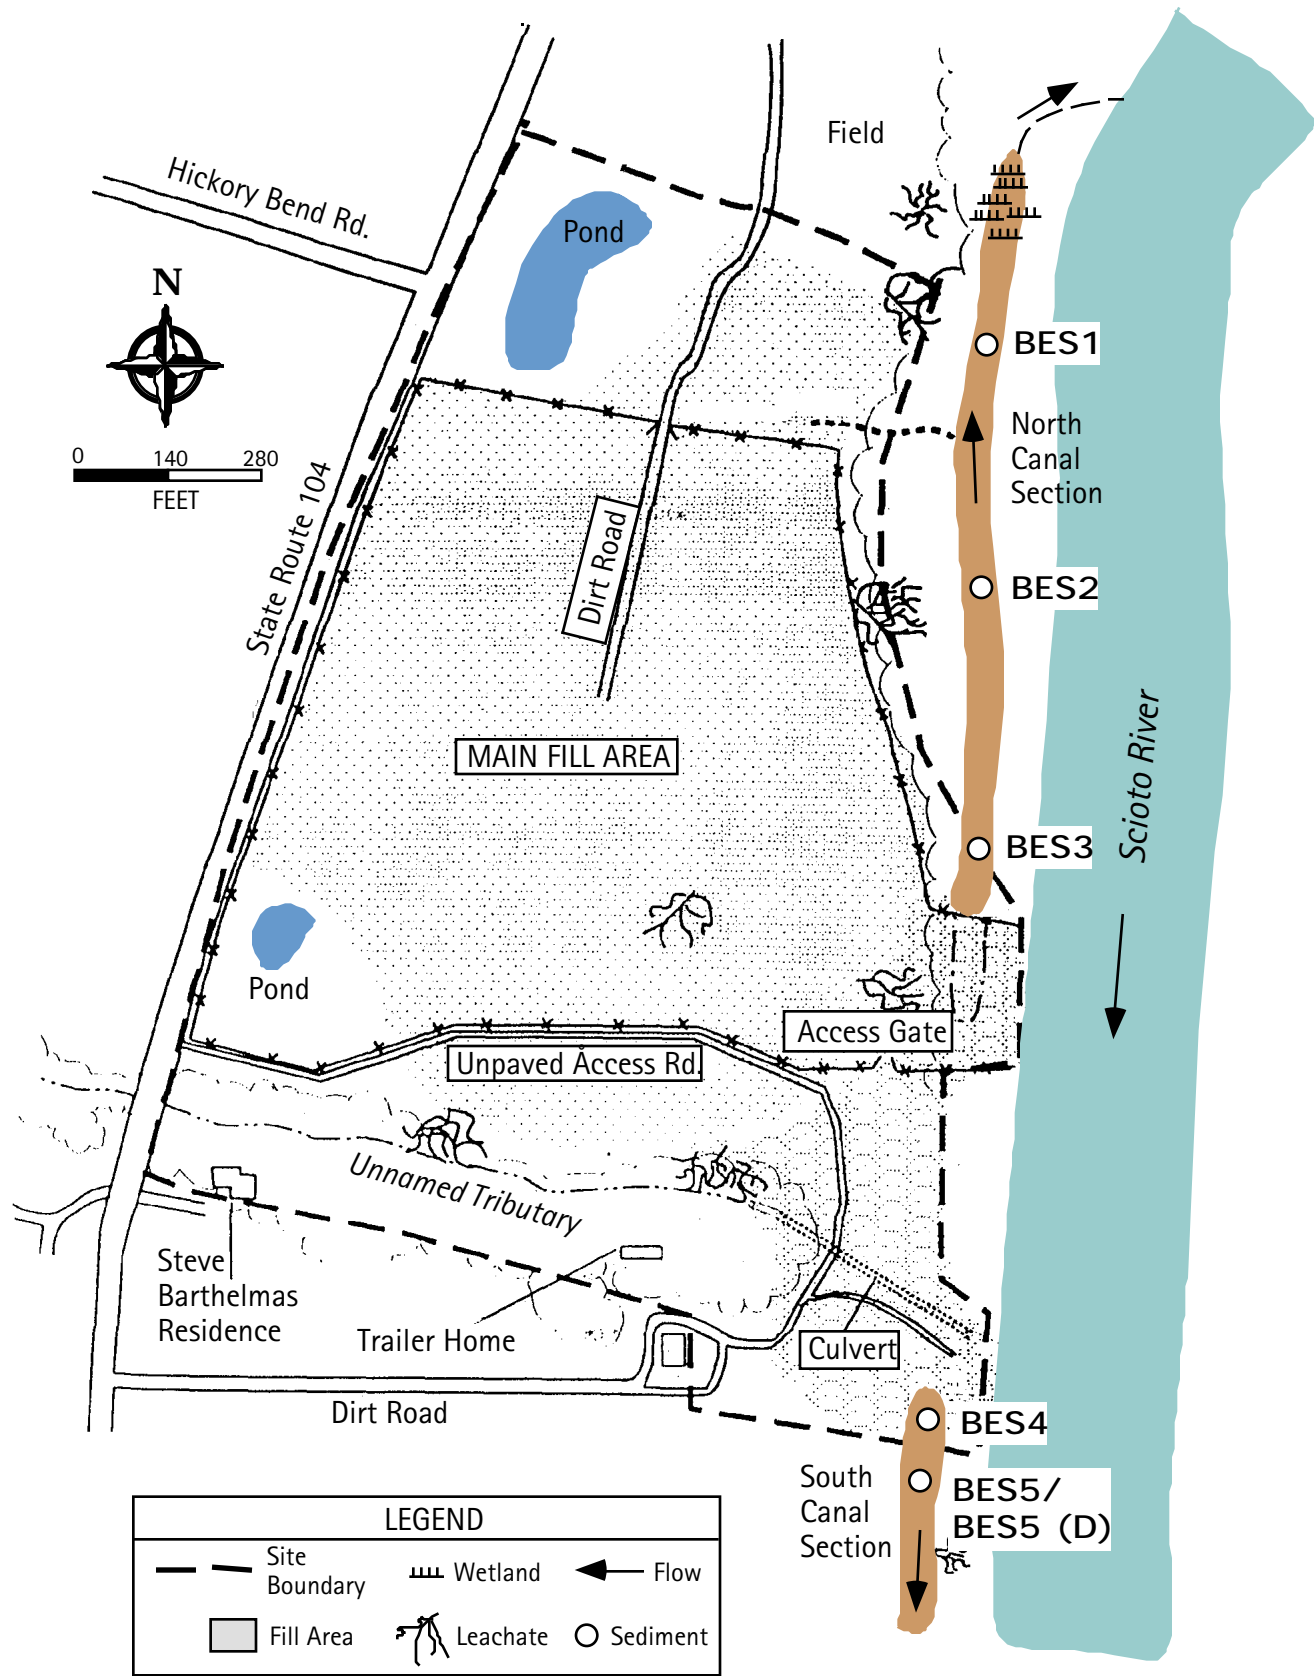 Field
Hickory Bend Rd.
Pond
N
BES1
North
Canal
Section
0 140 280
FEET
State Route 104
Dirt Road
BES2
Scioto River
MAIN FILL AREA
BES3
Pond
Access Gate
Unpaved Access Rd.
Unnamed Tributary
Steve
Barthelmas
Residence
Trailer Home
Culvert
Dirt Road
BES4
South
Canal
Section
BES5/
BES5 (D)
LEGEND
Site
Boundary
Wetland
Flow
Fill Area
Leachate
Sediment